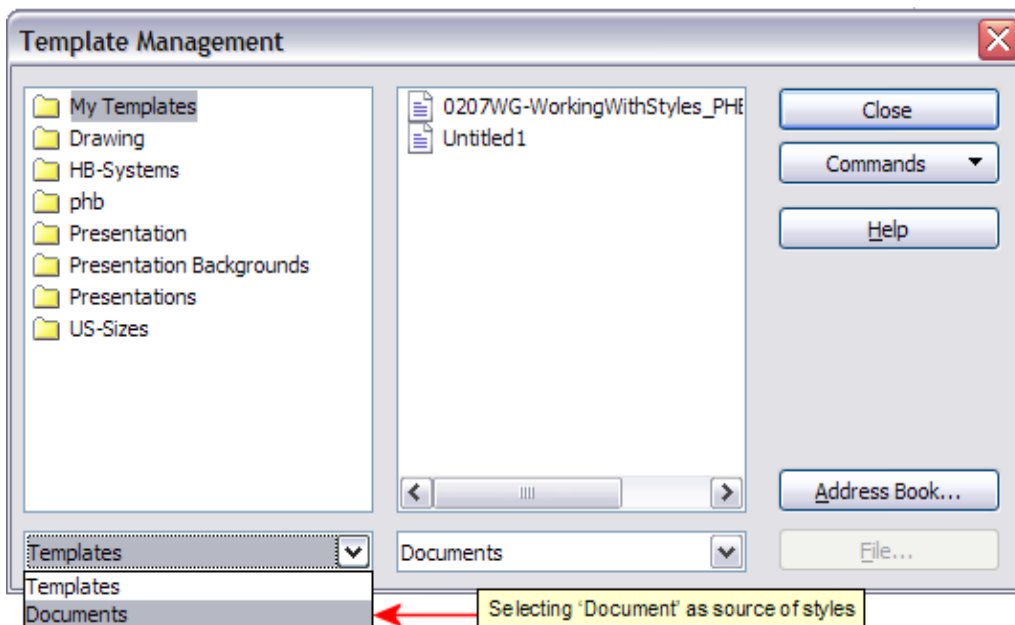 Template Management
My Templates
Drawing
HB-Systems
phb
Presentation
Presentation Backgrounds
Presentations
US-Sizes
0207WG-WorkingWithStyles_PHB
Untitled1
Close
Commands
Help
Address Book...
File...
Templates
Documents
Templates
Documents
Selecting ‘Document’ as source of styles